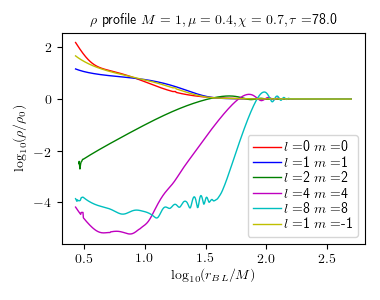 ρ profile M = 1, μ = 0.4, χ = 0.7, τ =78.0
log₁₀(ρ/ρ₀)
2
0
−2
−4
l =0 m =0
l =1 m =1
l =2 m =2
l =4 m =4
l =8 m =8
l =1 m =-1
0.5 1.0 1.5 2.0 2.5
log₁₀(r_BL/M)